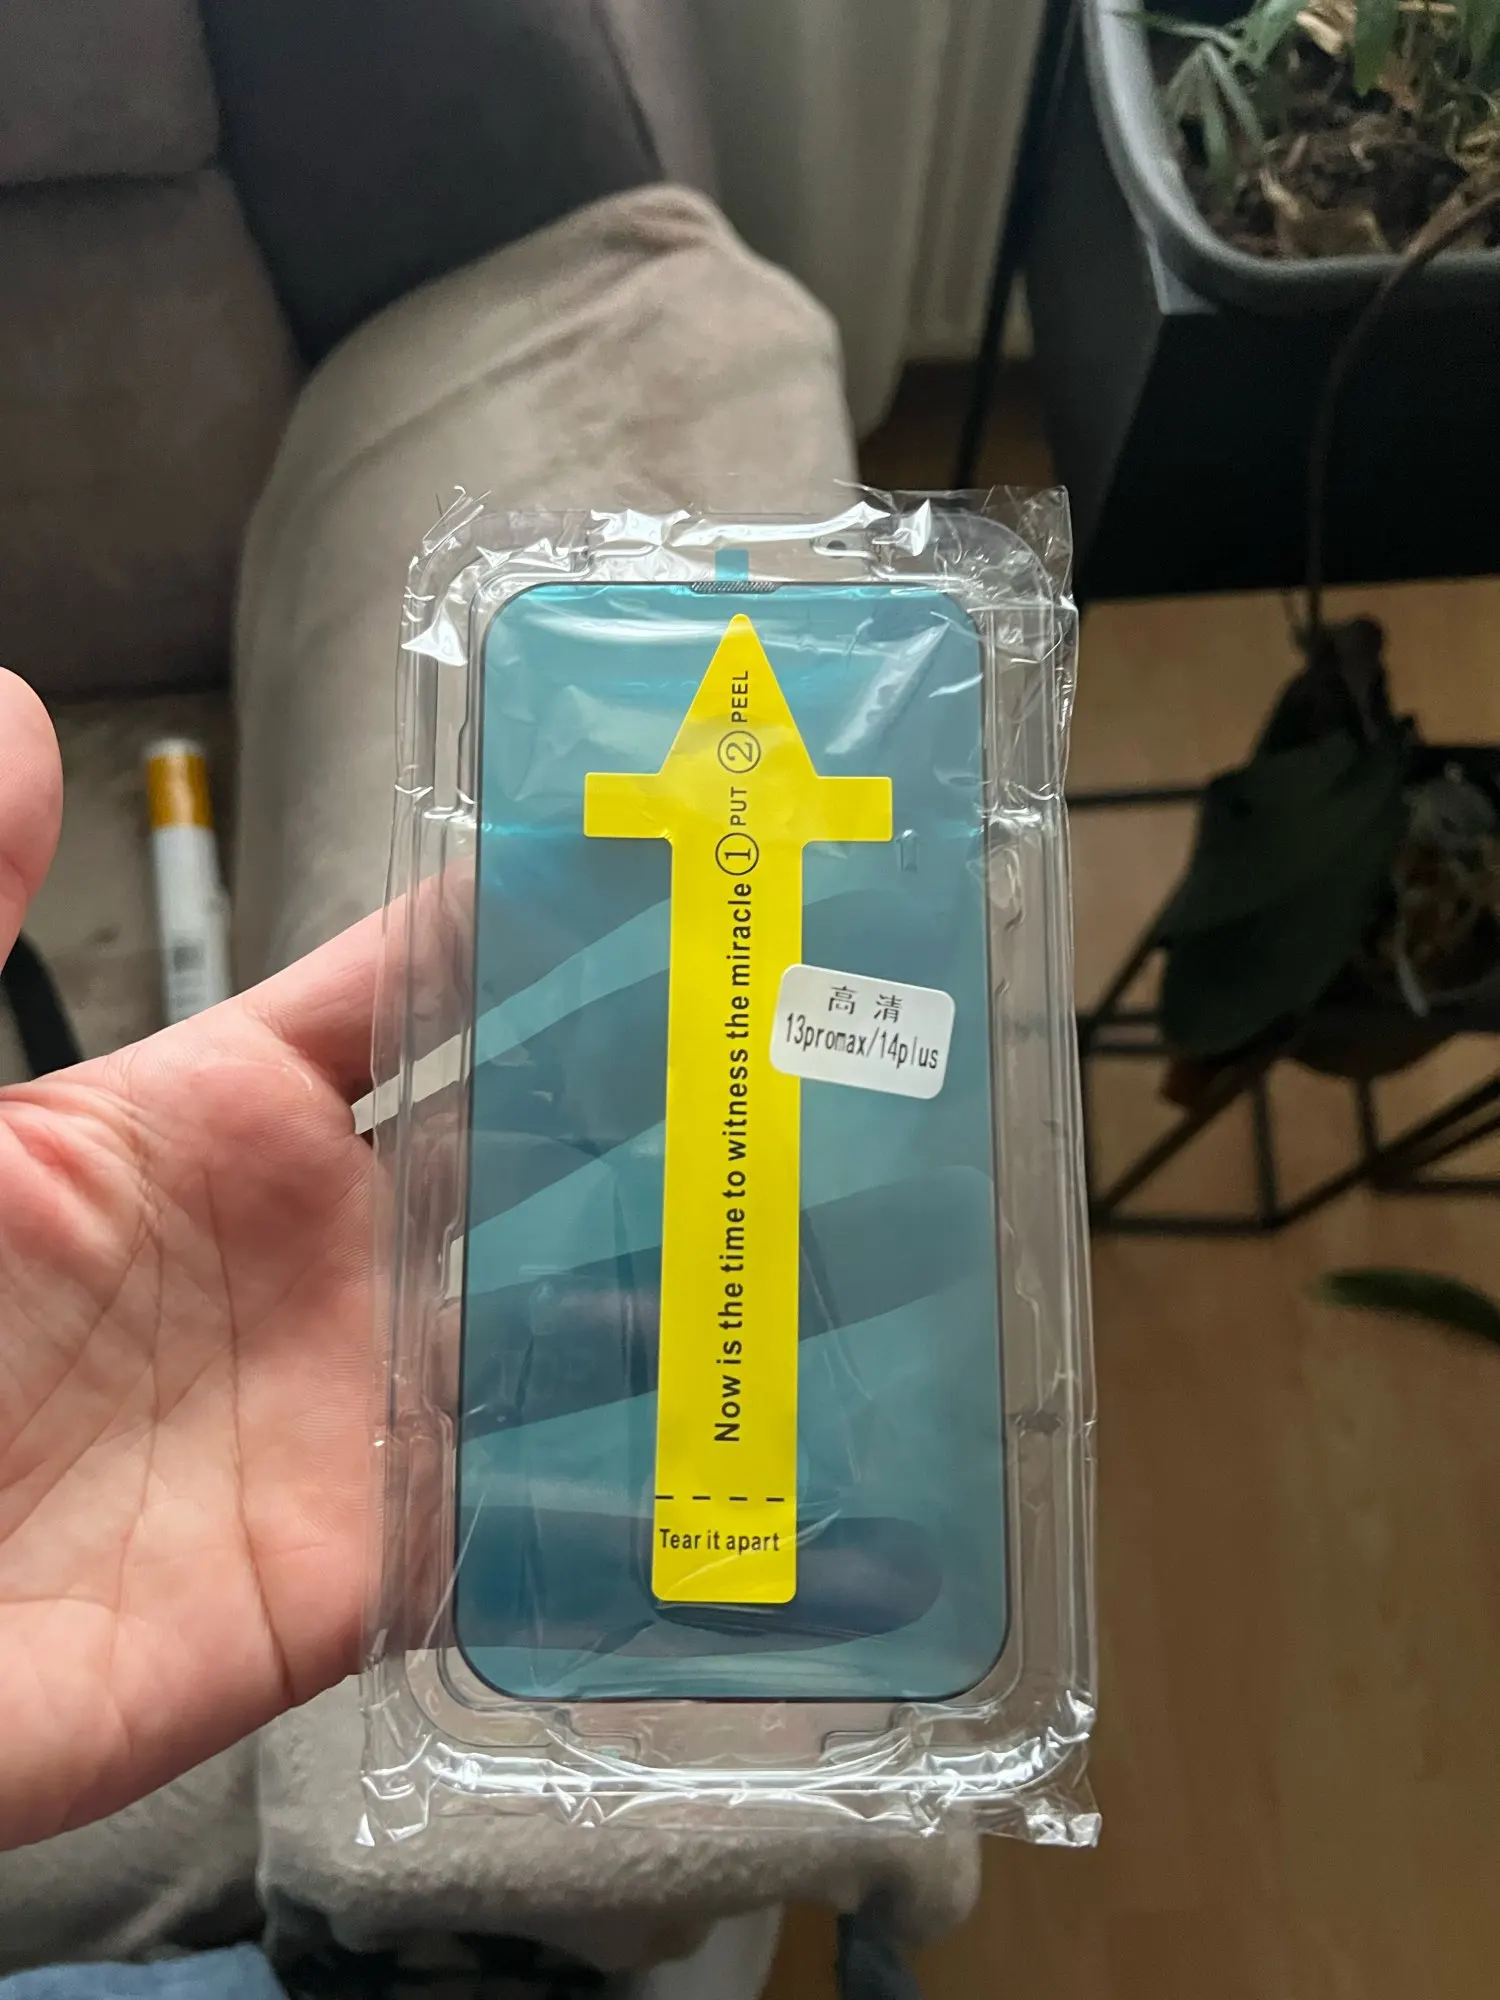 Now is the time to witness the miracle ① PUT ② PEEL
高清
13promax/14plus
Tear it apart